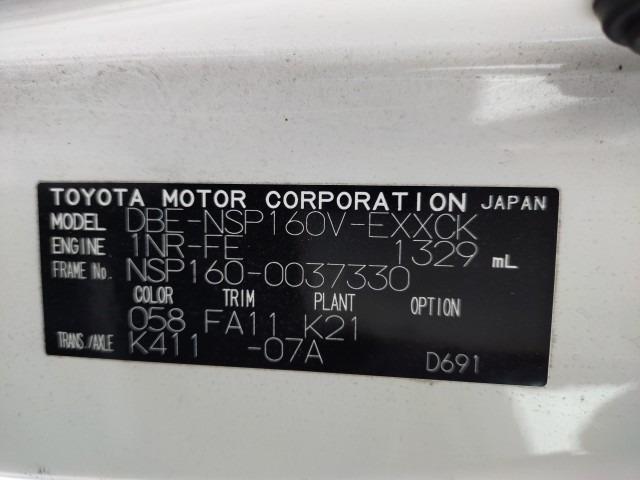 TOYOTA MOTOR CORPORATION JAPAN
MODEL DBE-NSP160V-EXXCK
ENGINE 1NR-FE 1329 mL
FRAME No. NSP160-0037330
COLOR TRIM PLANT OPTION
058 FA11 K21
TRANS./AXLE K411 -07A
D691